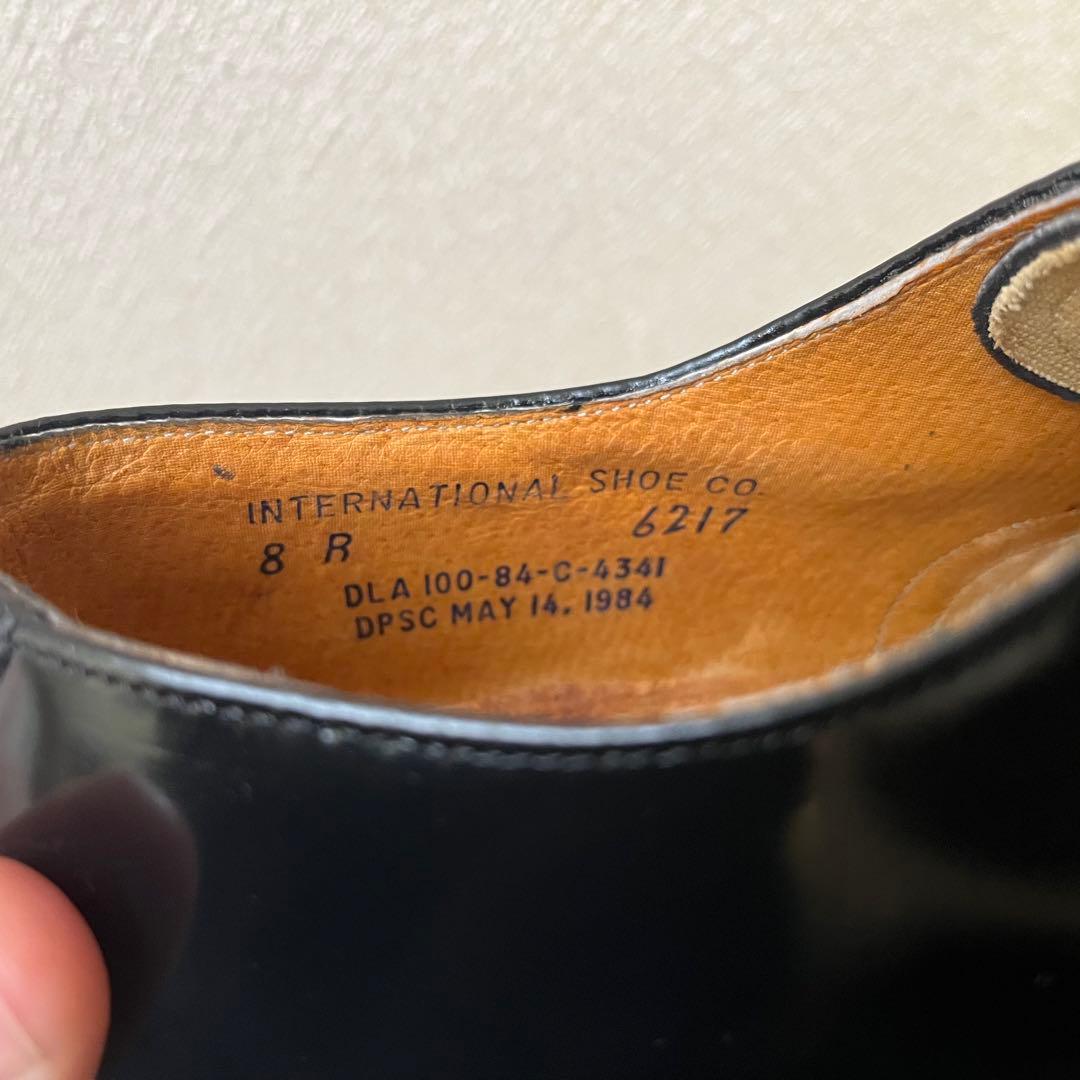 INTERNATIONAL SHOE CO.
8 R 6217
DLA 100-84-C-4341
DPSC MAY 14. 1984